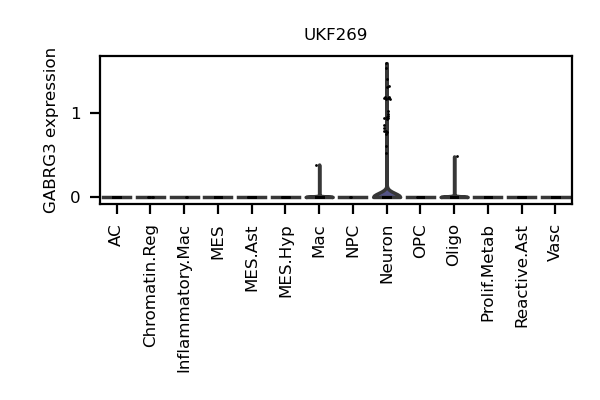 UKF269
GABRG3 expression
1
0
AC
Chromatin.Reg
Inflammatory.Mac
MES
MES.Ast
MES.Hyp
Mac
NPC
Neuron
OPC
Oligo
Prolif.Metab
Reactive.Ast
Vasc